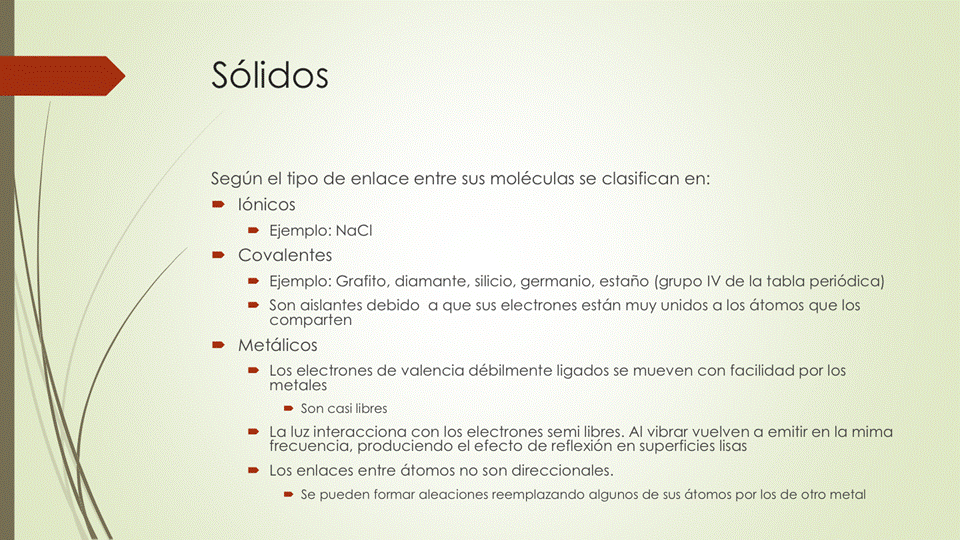 Sólidos
Según el tipo de enlace entre sus moléculas se clasifican en:
Iónicos
Ejemplo: NaCl
Covalentes
Ejemplo: Grafito, diamante, silicio, germanio, estaño (grupo IV de la tabla periódica)
Son aislantes debido  a que sus electrones están muy unidos a los átomos que los
comparten
Metálicos
Los electrones de valencia débilmente ligados se mueven con facilidad por los
metales
Son casi libres
La luz interacciona con los electrones semi libres. Al vibrar vuelven a emitir en la mima
frecuencia, produciendo el efecto de reflexión en superficies lisas
Los enlaces entre átomos no son direccionales.
Se pueden formar aleaciones reemplazando algunos de sus átomos por los de otro metal